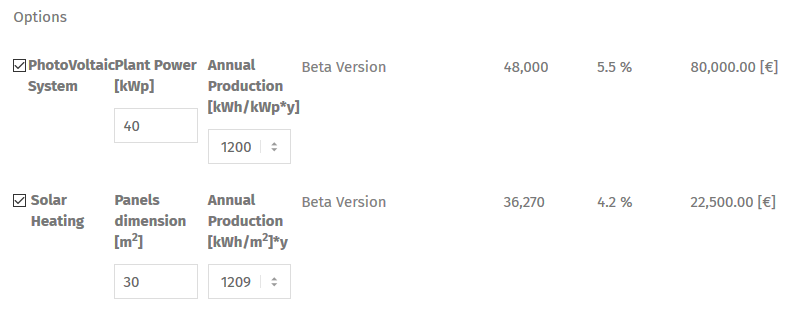 Options
PhotoVoltaic System
Plant Power [kWp]
40
Annual Production [kWh/kWp*y]
1200
Beta Version
48,000
5.5 %
80,000.00 [€]
Solar Heating
Panels dimension [m2]
30
Annual Production [kWh/m2]*y
1209
Beta Version
36,270
4.2 %
22,500.00 [€]